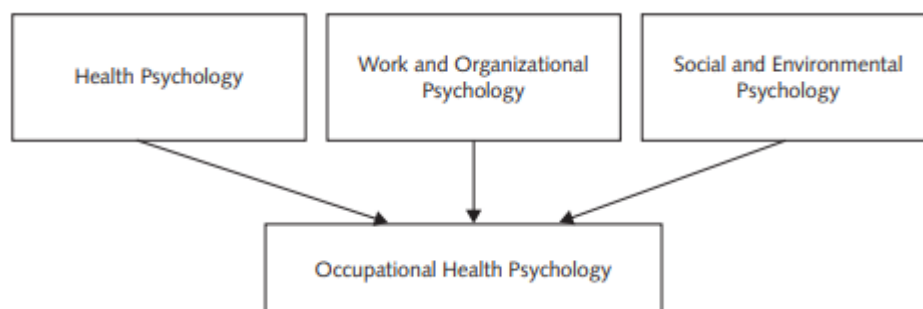 Health Psychology
Work and Organizational
Psychology
Social and Environmental
Psychology
Occupational Health Psychology